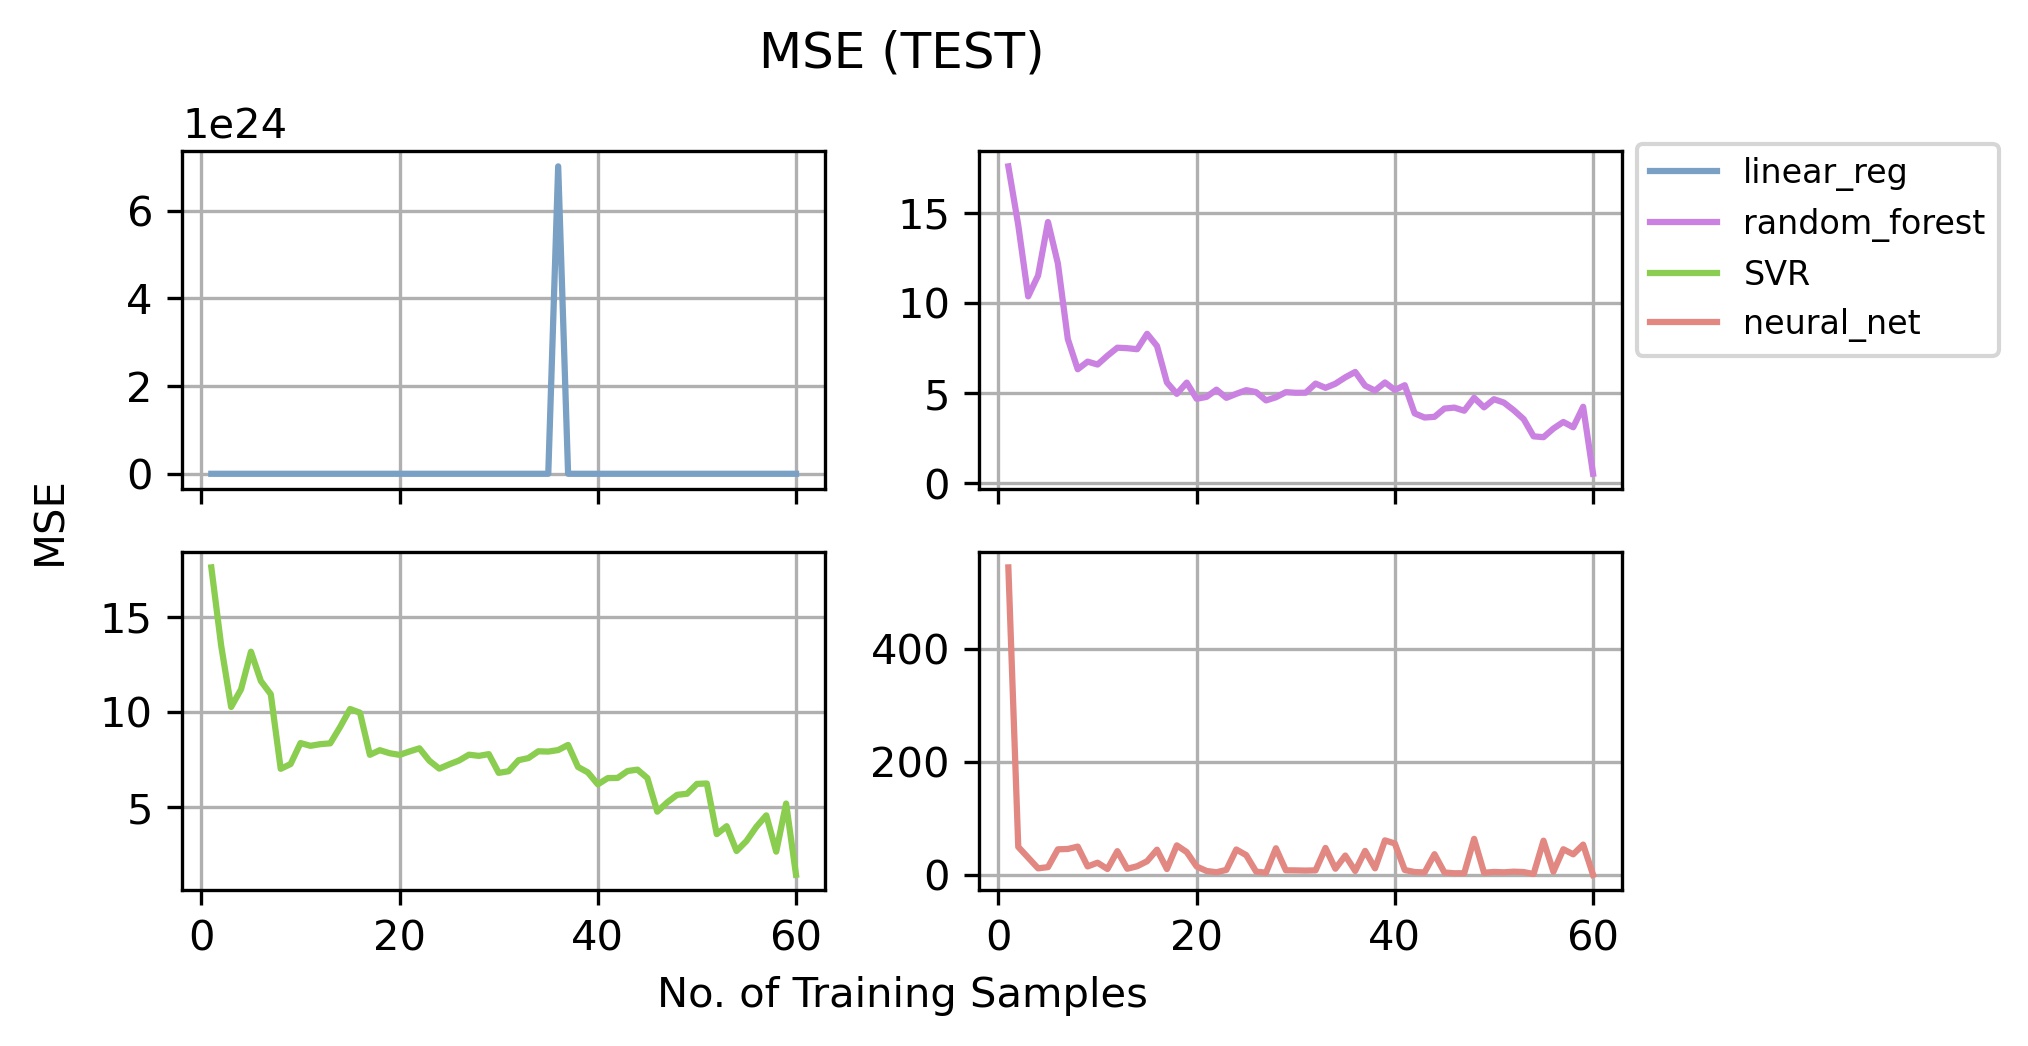 MSE (TEST)
1e24
6
4
2
0
15
10
5
0
linear_reg
random_forest
SVR
neural_net
MSE
15
10
5
0 20 40 60
400
200
0
0 20 40 60
No. of Training Samples